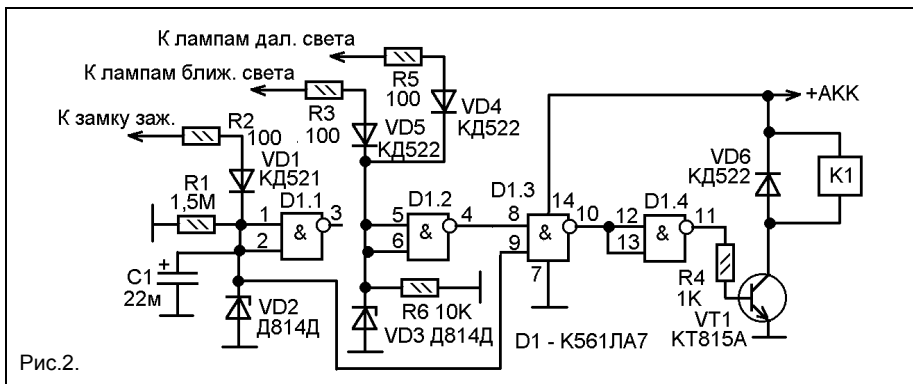 К лампам дал. света
R5
100
К лампам ближ. света
R3
100
VD4
КД522
+АКК
К замку заж.
R2
100
VD5
КД522
VD1
КД521
VD6
КД522
K1
R1
1,5М
D1.1
D1.2
D1.3
14
D1.4
1
2
&
3
5
6
&
4
8
9
&
10
7
12
13
&
11
C1
+
22м
VD2
Д814Д
R6 10K
VD3 Д814Д
R4
1K
VT1
КТ815А
D1 - К561ЛА7
Рис.2.